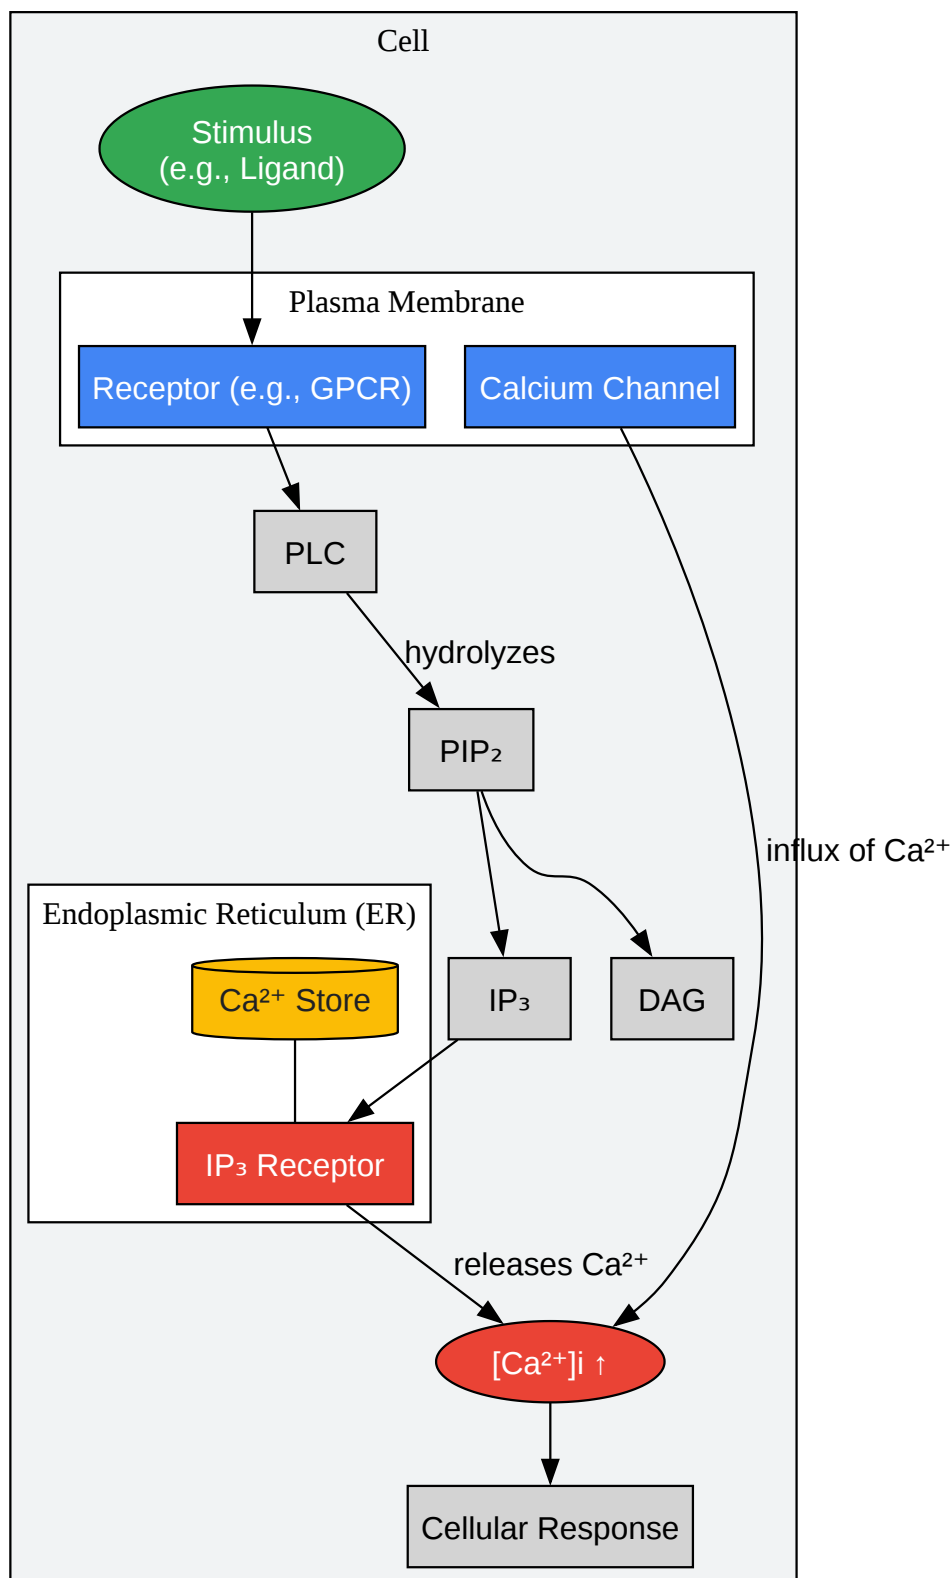 Cell
Stimulus
(e.g., Ligand)
Plasma Membrane
Receptor (e.g., GPCR)
Calcium Channel
PLC
hydrolyzes
PIP₂
influx of Ca²⁺
Endoplasmic Reticulum (ER)
Ca²⁺ Store
IP₃
DAG
IP₃ Receptor
releases Ca²⁺
[Ca²⁺]i ↑
Cellular Response